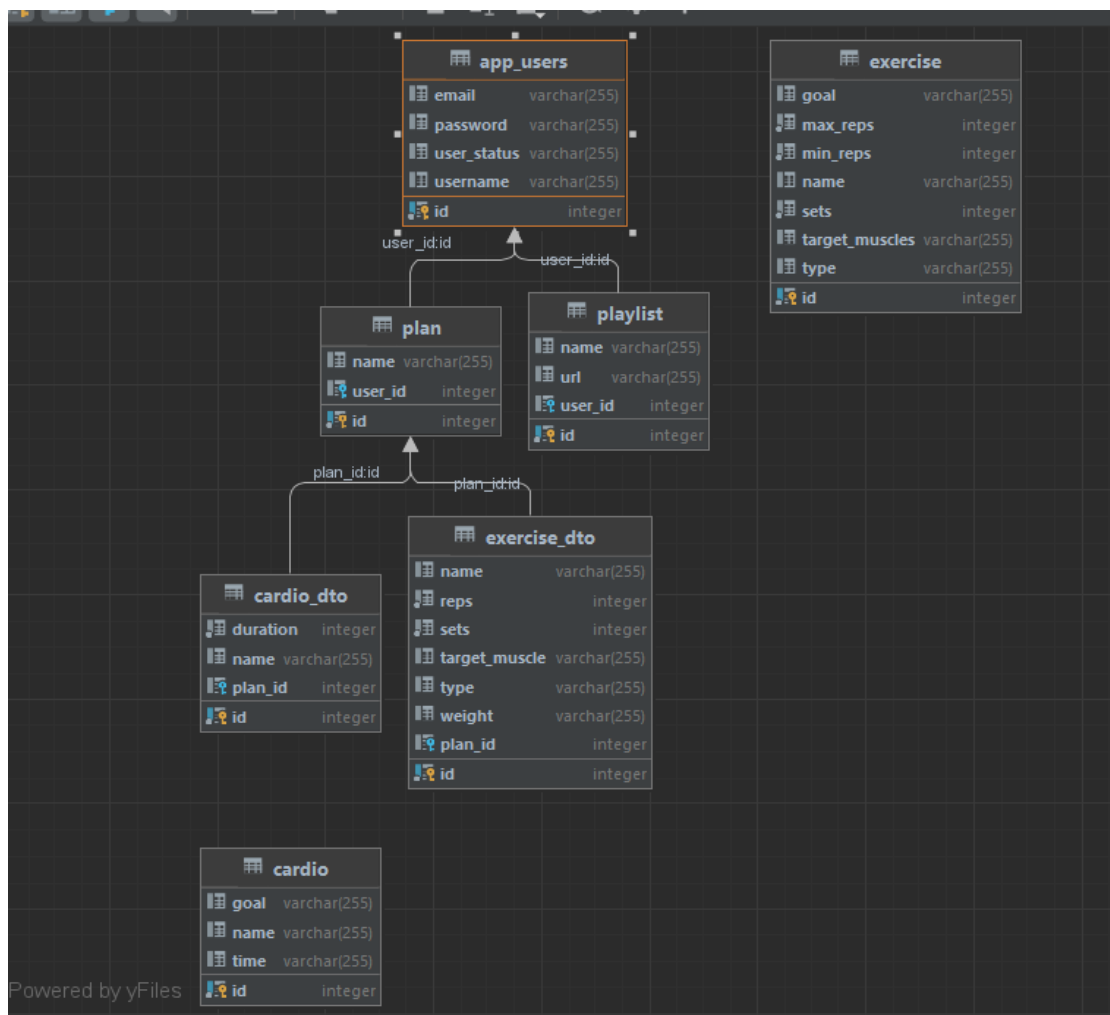 app_users
email varchar(255)
password varchar(255)
user_status varchar(255)
username varchar(255)
id integer
exercise
goal varchar(255)
max_reps integer
min_reps integer
name varchar(255)
sets integer
target_muscles varchar(255)
type varchar(255)
id integer
user_id:id
user_id:id
plan
name varchar(255)
user_id integer
id integer
playlist
name varchar(255)
url varchar(255)
user_id integer
id integer
plan_id:id
plan_id:id
cardio_dto
duration integer
name varchar(255)
plan_id integer
id integer
exercise_dto
name varchar(255)
reps integer
sets integer
target_muscle varchar(255)
type varchar(255)
weight varchar(255)
plan_id integer
id integer
cardio
goal varchar(255)
name varchar(255)
time varchar(255)
id integer
Powered by yFiles